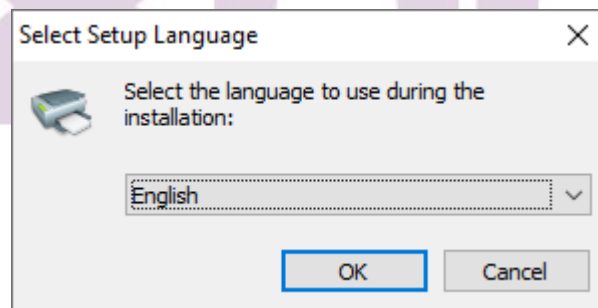 Select Setup Language
Select the language to use during the
installation:
English
OK
Cancel